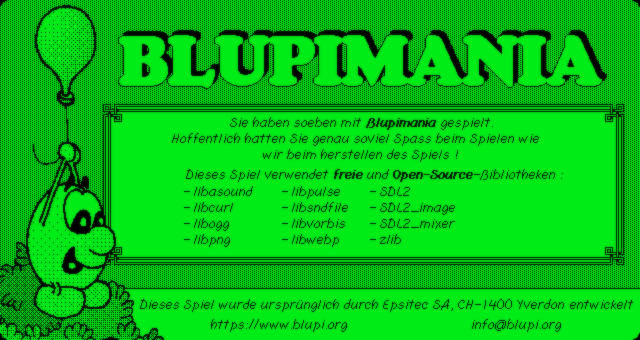 BLUPIMANIA
Sie haben soeben mit Blupimania gespielt.
Hoffentlich hatten Sie genau soviel Spass beim Spielen wie
wir beim herstellen des Spiels !
Dieses Spiel verwendet freie und Open-Source-Bibliotheken :
- libasound - libpulse - SDL2
- libcurl - libsndfile - SDL2_image
- libogg - libvorbis - SDL2_mixer
- libpng - libwebp - zlib
Dieses Spiel wurde ursprünglich durch Epsitec SA, CH-1400 Yverdon entwickelt
https://www.blupi.org info@blupi.org